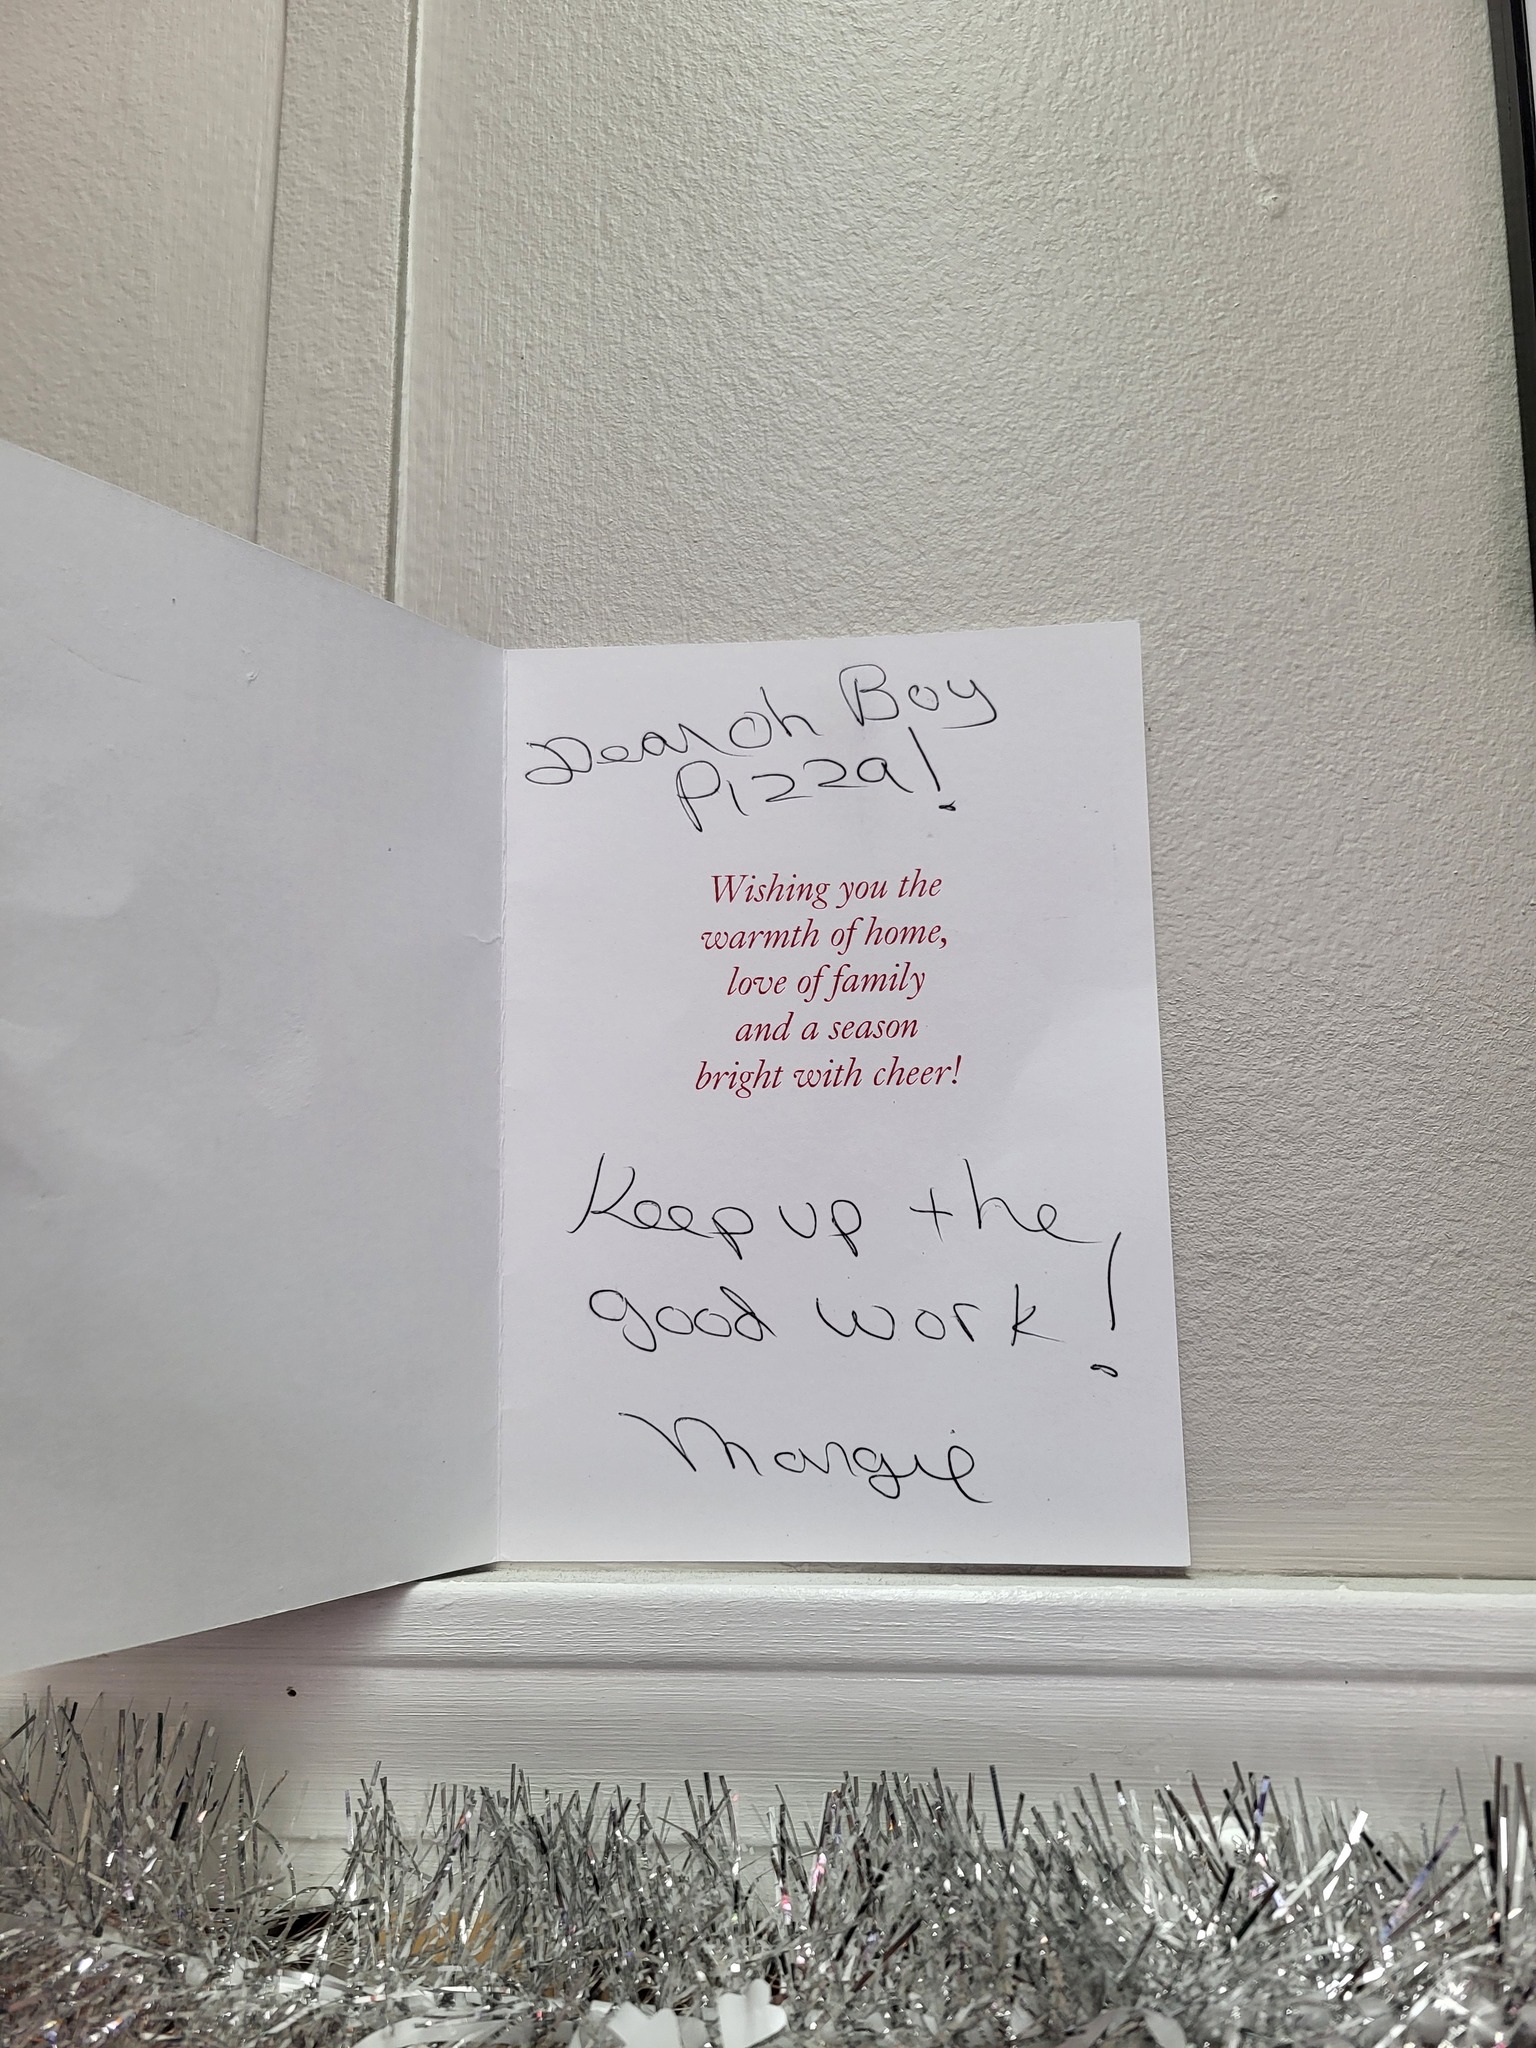 Dear oh Boy
Pizza!
Wishing you the
warmth of home,
love of family
and a season
bright with cheer!
Keep up the
good work!
Margie